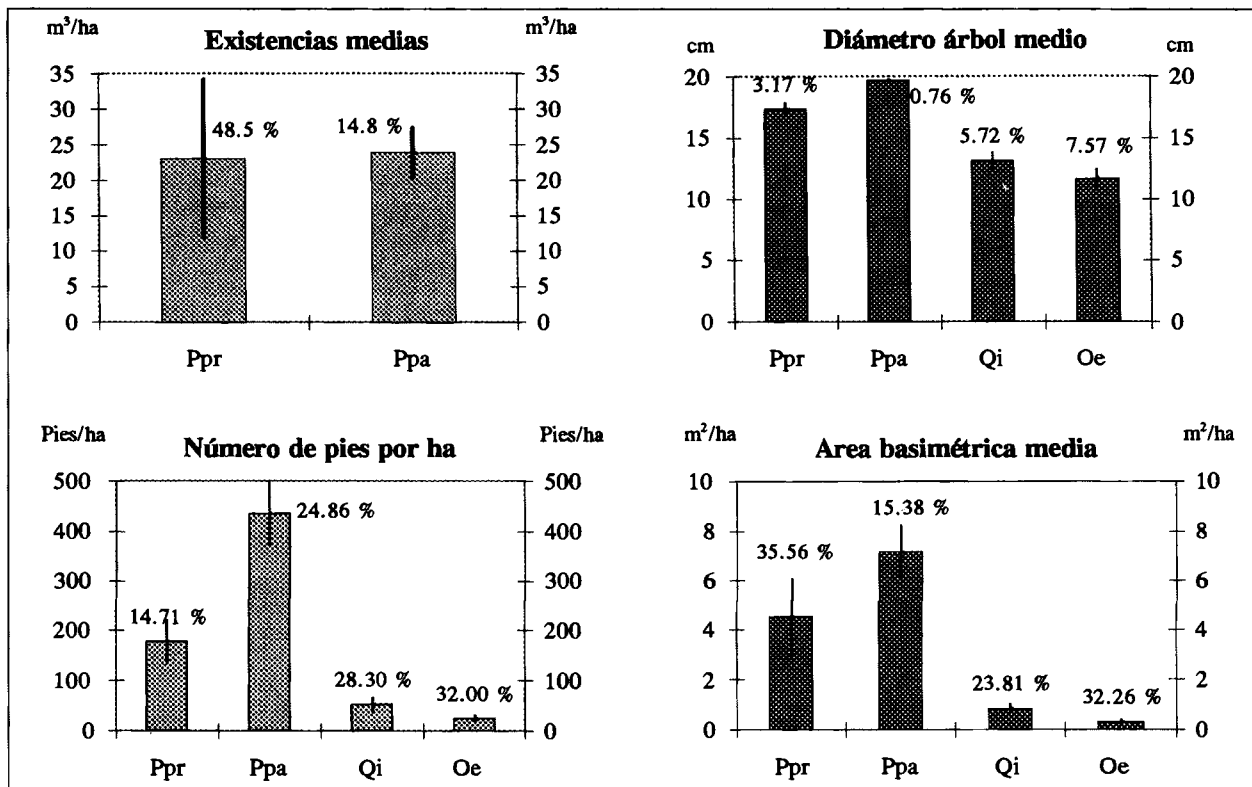 m³/ha Existencias medias m³/ha
35 35
30 30
48.5 % 14.8 %
25 25
20 20
15 15
10 10
5 5
0 0
Ppr Ppa
cm Diámetro árbol medio cm
20 20
3.17 % 0.76 %
5.72 % 7.57 %
15 15
10 10
5 5
0 0
Ppr Ppa Qi Oe
Pies/ha Número de pies por ha Pies/ha
500 500
24.86 %
400 400
300 300
14.71 %
200 200
28.30 % 32.00 %
100 100
0 0
Ppr Ppa Qi Oe
m²/ha Area basimétrica media m²/ha
10 10
15.38 %
8 8
35.56 %
6 6
4 4
23.81 % 32.26 %
2 2
0 0
Ppr Ppa Qi Oe